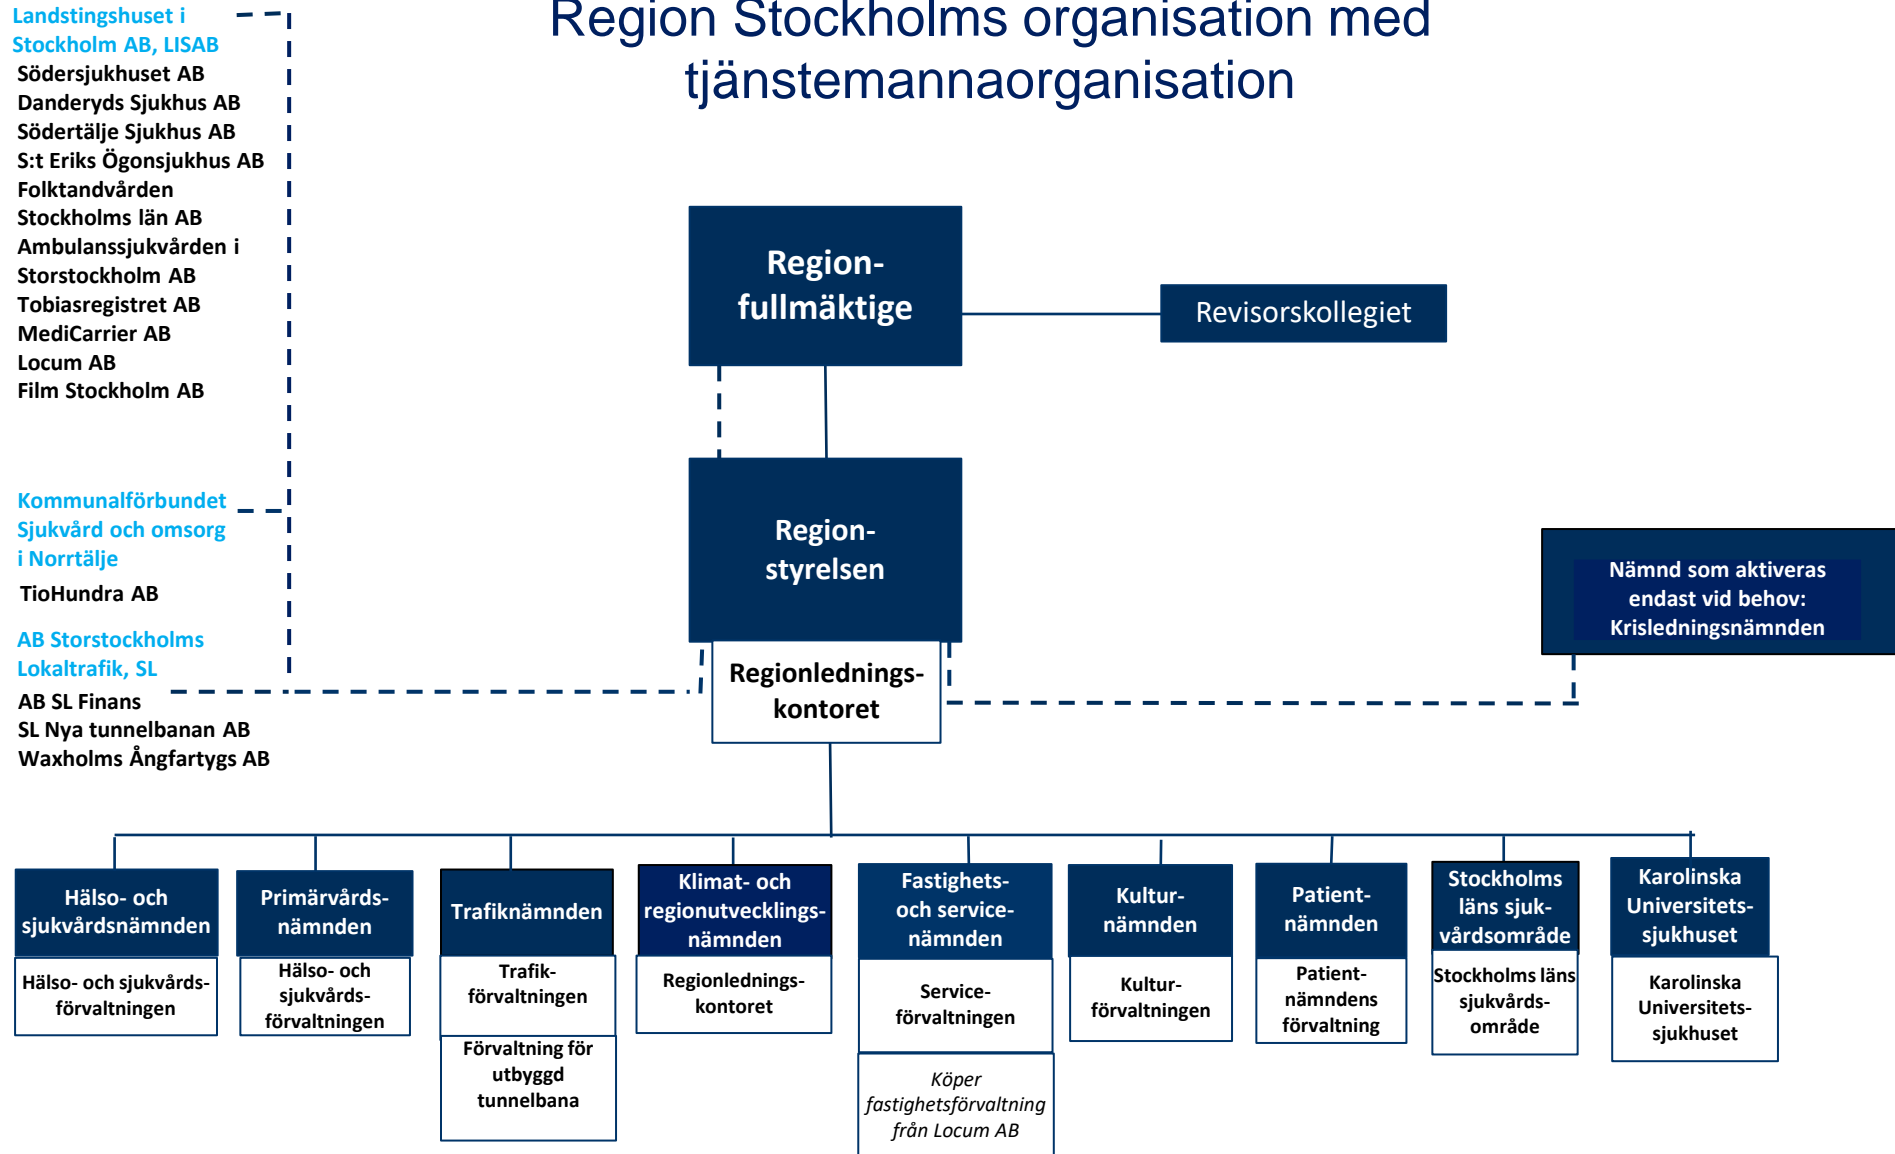 Region Stockholms organisation med
tjänstemannaorganisation
Landstingshuset i
Stockholm AB, LISAB
Södersjukhuset AB
Danderyds Sjukhus AB
Södertälje Sjukhus AB
S:t Eriks Ögonsjukhus AB
Folktandvården
Stockholms län AB
Ambulanssjukvården i
Storstockholm AB
Tobiasregistret AB
MediCarrier AB
Locum AB
Film Stockholm AB
Kommunalförbundet
Sjukvård och omsorg
i Norrtälje
TioHundra AB
AB Storstockholms
Lokaltrafik, SL
AB SL Finans
SL Nya tunnelbanan AB
Waxholms Ångfartygs AB
Region-
fullmäktige
Revisorskollegiet
Region-
styrelsen
Regionlednings-
kontoret
Nämnd som aktiveras
endast vid behov:
Krisledningsnämnden
Hälso- och
sjukvårdsnämnden
Hälso- och sjukvårds-
förvaltningen
Primärvårds-
nämnden
Hälso- och
sjukvårds-
förvaltningen
Trafiknämnden
Trafik-
förvaltningen
Förvaltning för
utbyggd
tunnelbana
Klimat- och
regionutvecklings-
nämnden
Regionlednings-
kontoret
Fastighets-
och service-
nämnden
Service-
förvaltningen
Köper
fastighetsförvaltning
från Locum AB
Kultur-
nämnden
Kultur-
förvaltningen
Patient-
nämnden
Patient-
nämndens
förvaltning
Stockholms
läns sjuk-
vårdsområde
Stockholms läns
sjukvårds-
område
Karolinska
Universitets-
sjukhuset
Karolinska
Universitets-
sjukhuset